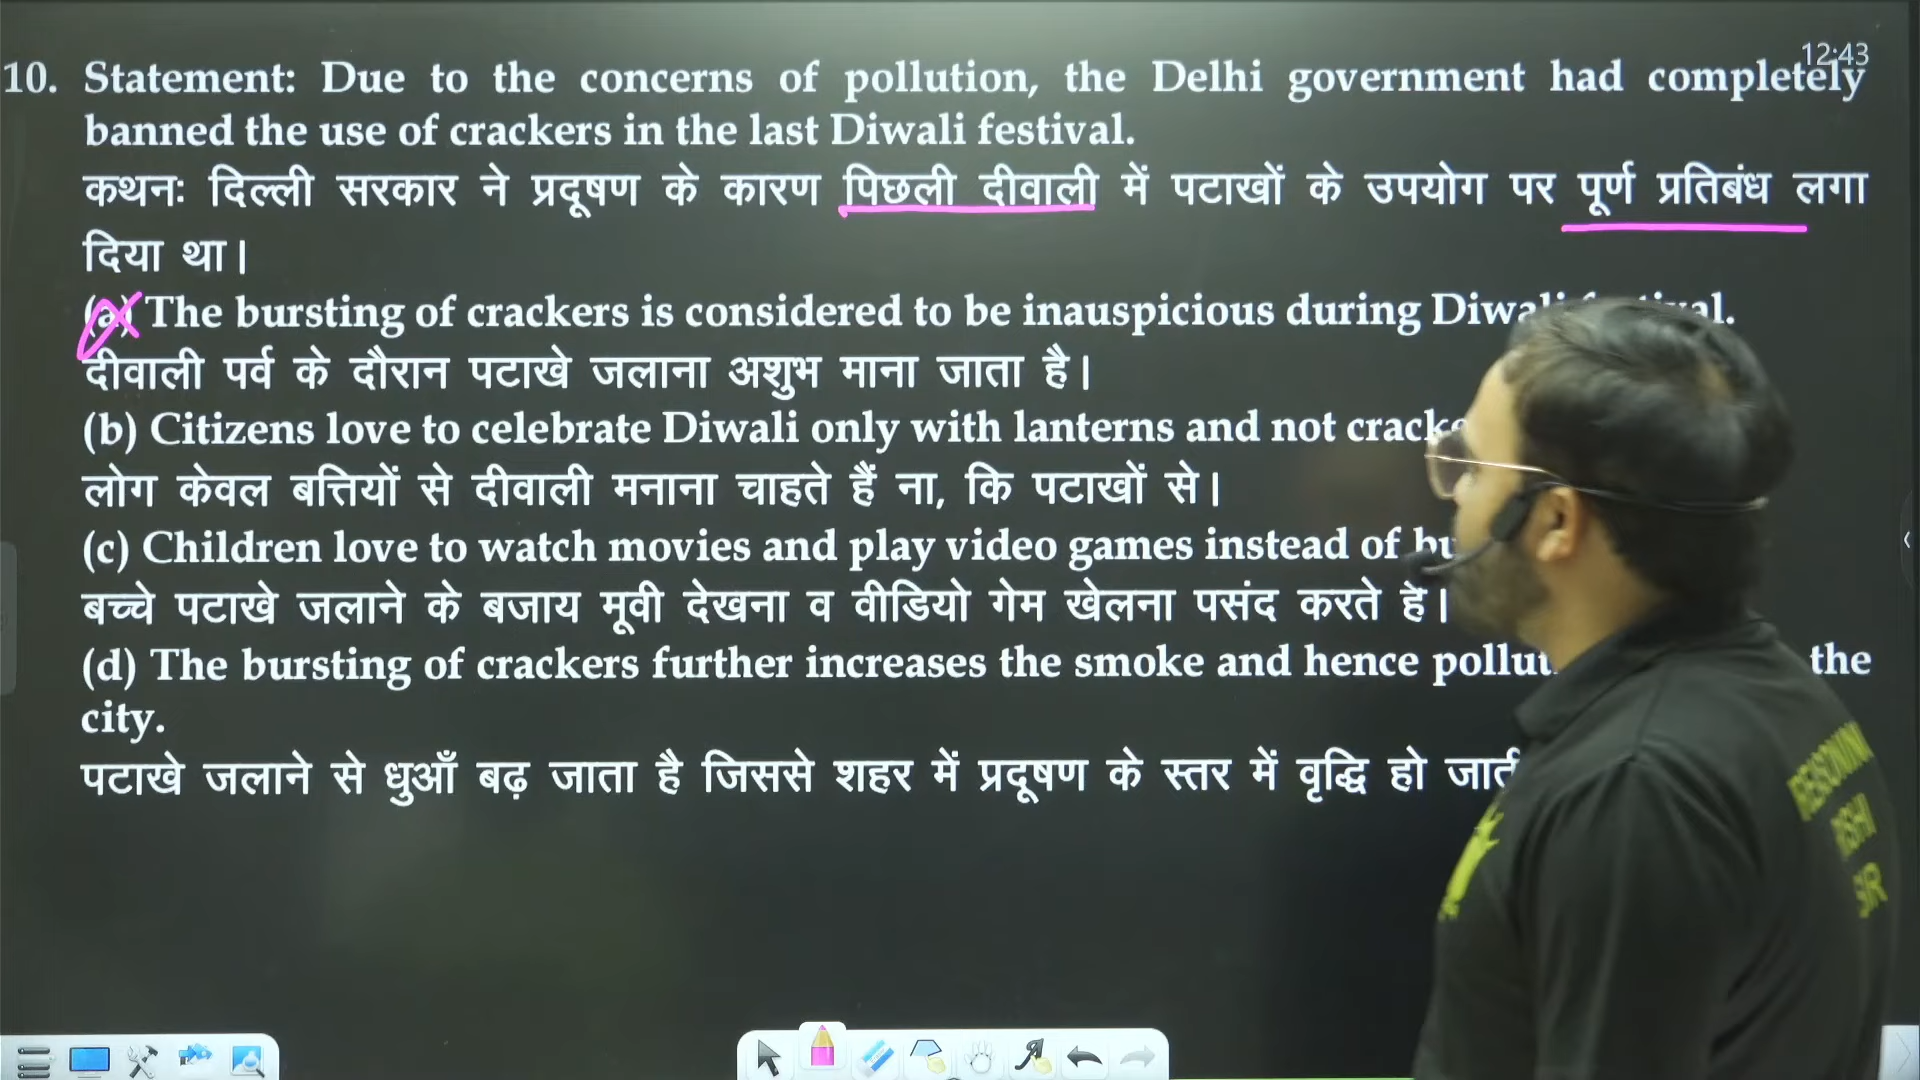 12:43
10. Statement: Due to the concerns of pollution, the Delhi government had completely
banned the use of crackers in the last Diwali festival.
कथनः दिल्ली सरकार ने प्रदूषण के कारण पिछली दीवाली में पटाखों के उपयोग पर पूर्ण प्रतिबंध लगा
दिया था।
(a) The bursting of crackers is considered to be inauspicious during Diwali festival.
दीवाली पर्व के दौरान पटाखे जलाना अशुभ माना जाता है।
(b) Citizens love to celebrate Diwali only with lanterns and not
लोग केवल बत्तियों से दीवाली मनाना चाहते हैं ना, कि पटाखों से।
(c) Children love to watch movies and play video games instead of
बच्चे पटाखे जलाने के बजाय मूवी देखना व वीडियो गेम खेलना पसंद करते हैं।
(d) The bursting of crackers further increases the smoke and hence the
city.
पटाखे जलाने से धुआँ बढ़ जाता है जिससे शहर में प्रदूषण के स्तर में वृद्धि हो
REASONING
RISHI
SIR